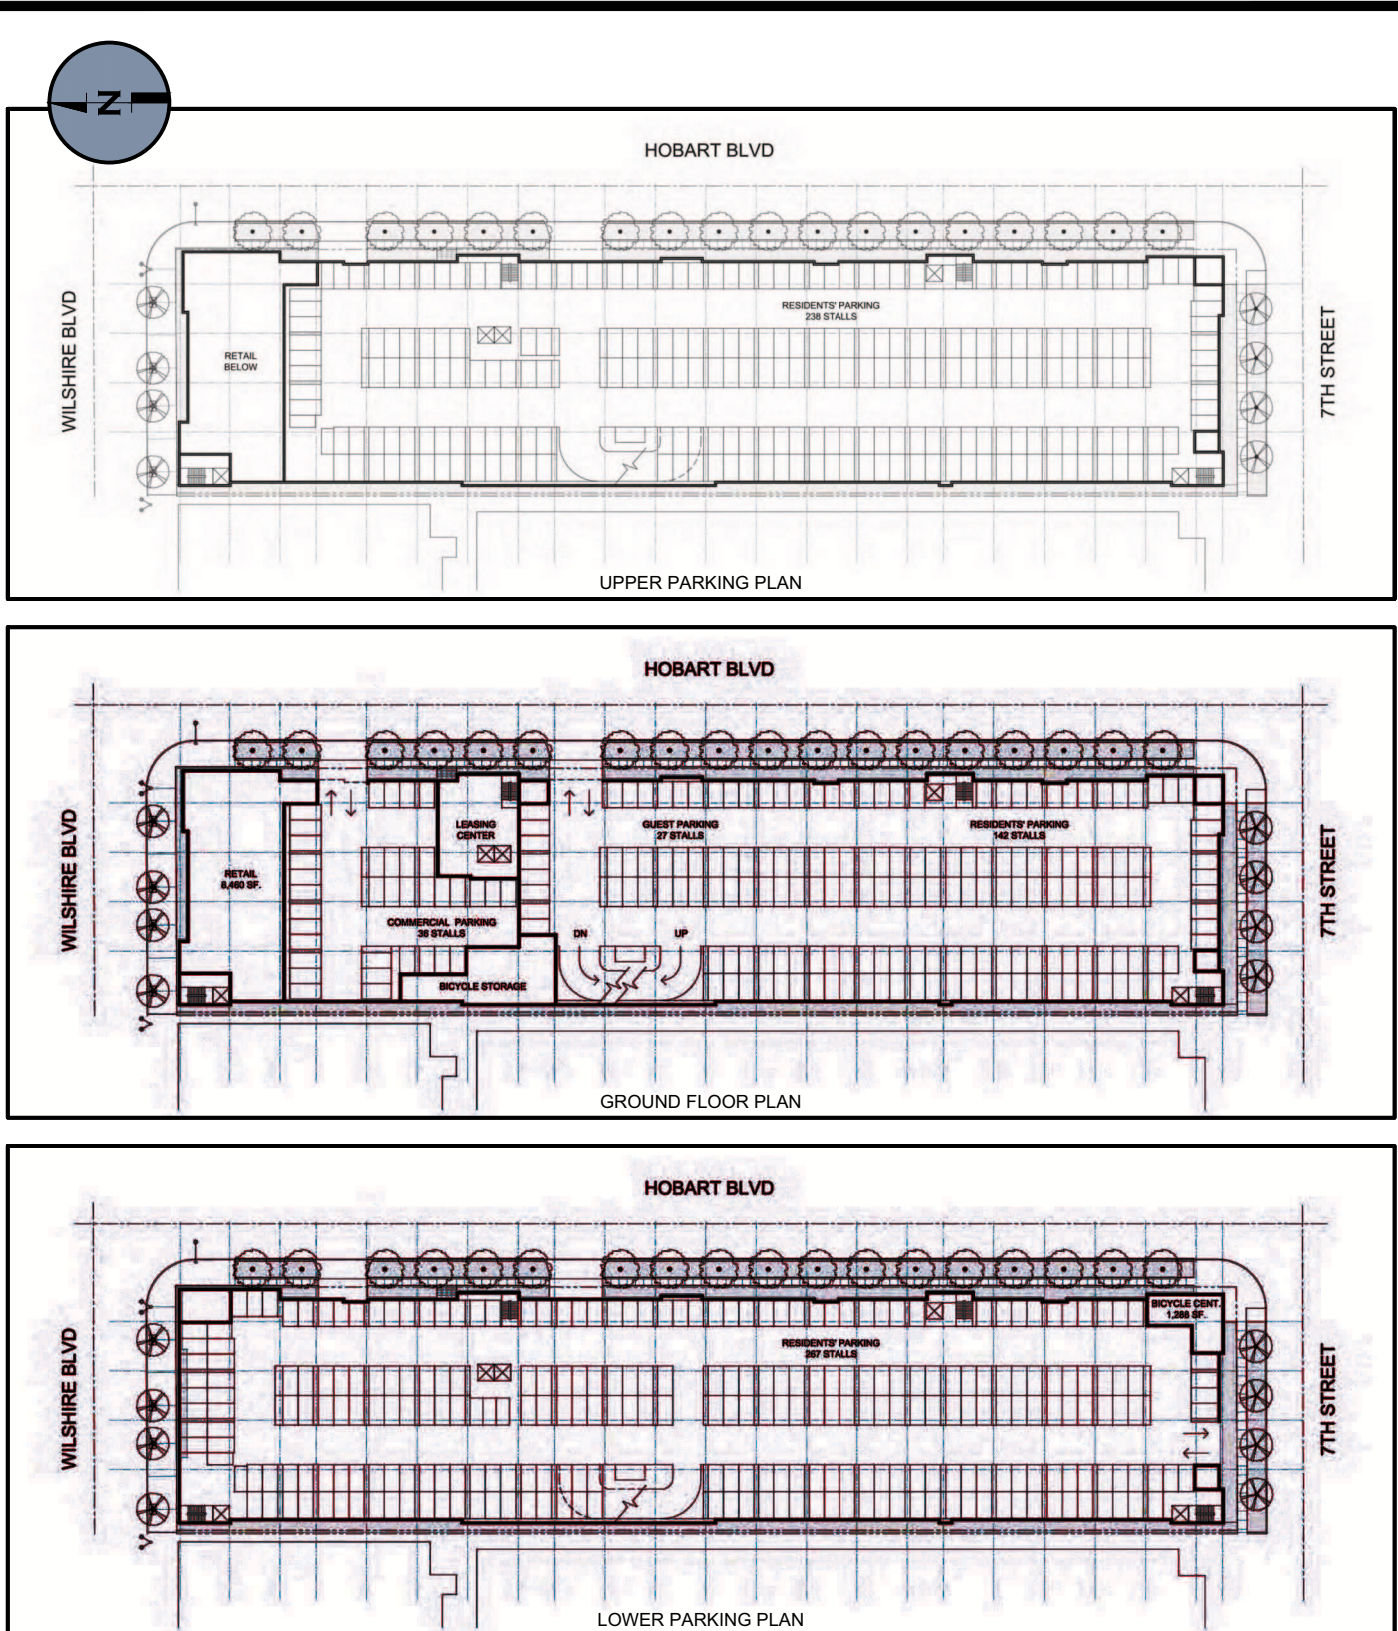 N
HOBART BLVD
WILSHIRE BLVD
RESIDENTS' PARKING
238 STALLS
RETAIL
BELOW
7TH STREET
UPPER PARKING PLAN
HOBART BLVD
WILSHIRE BLVD
LEASING
CENTER
GUEST PARKING
27 STALLS
RESIDENTS' PARKING
142 STALLS
RETAIL
8,460 SF.
COMMERCIAL PARKING
36 STALLS
DN
UP
BICYCLE STORAGE
7TH STREET
GROUND FLOOR PLAN
HOBART BLVD
WILSHIRE BLVD
BICYCLE CENT.
1,288 SF.
RESIDENTS' PARKING
267 STALLS
7TH STREET
LOWER PARKING PLAN